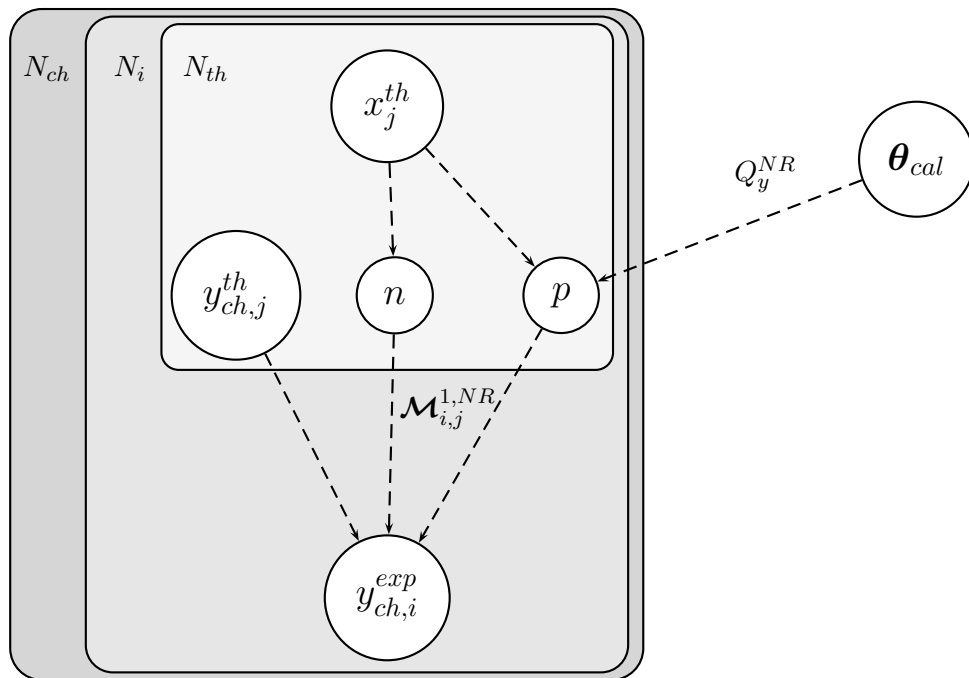 N_{ch}
N_i
N_{th}
x_j^{th}
Q_y^{NR}
θ_{cal}
y_{ch,j}^{th}
n
p
ℳ_{i,j}^{1,NR}
y_{ch,i}^{exp}